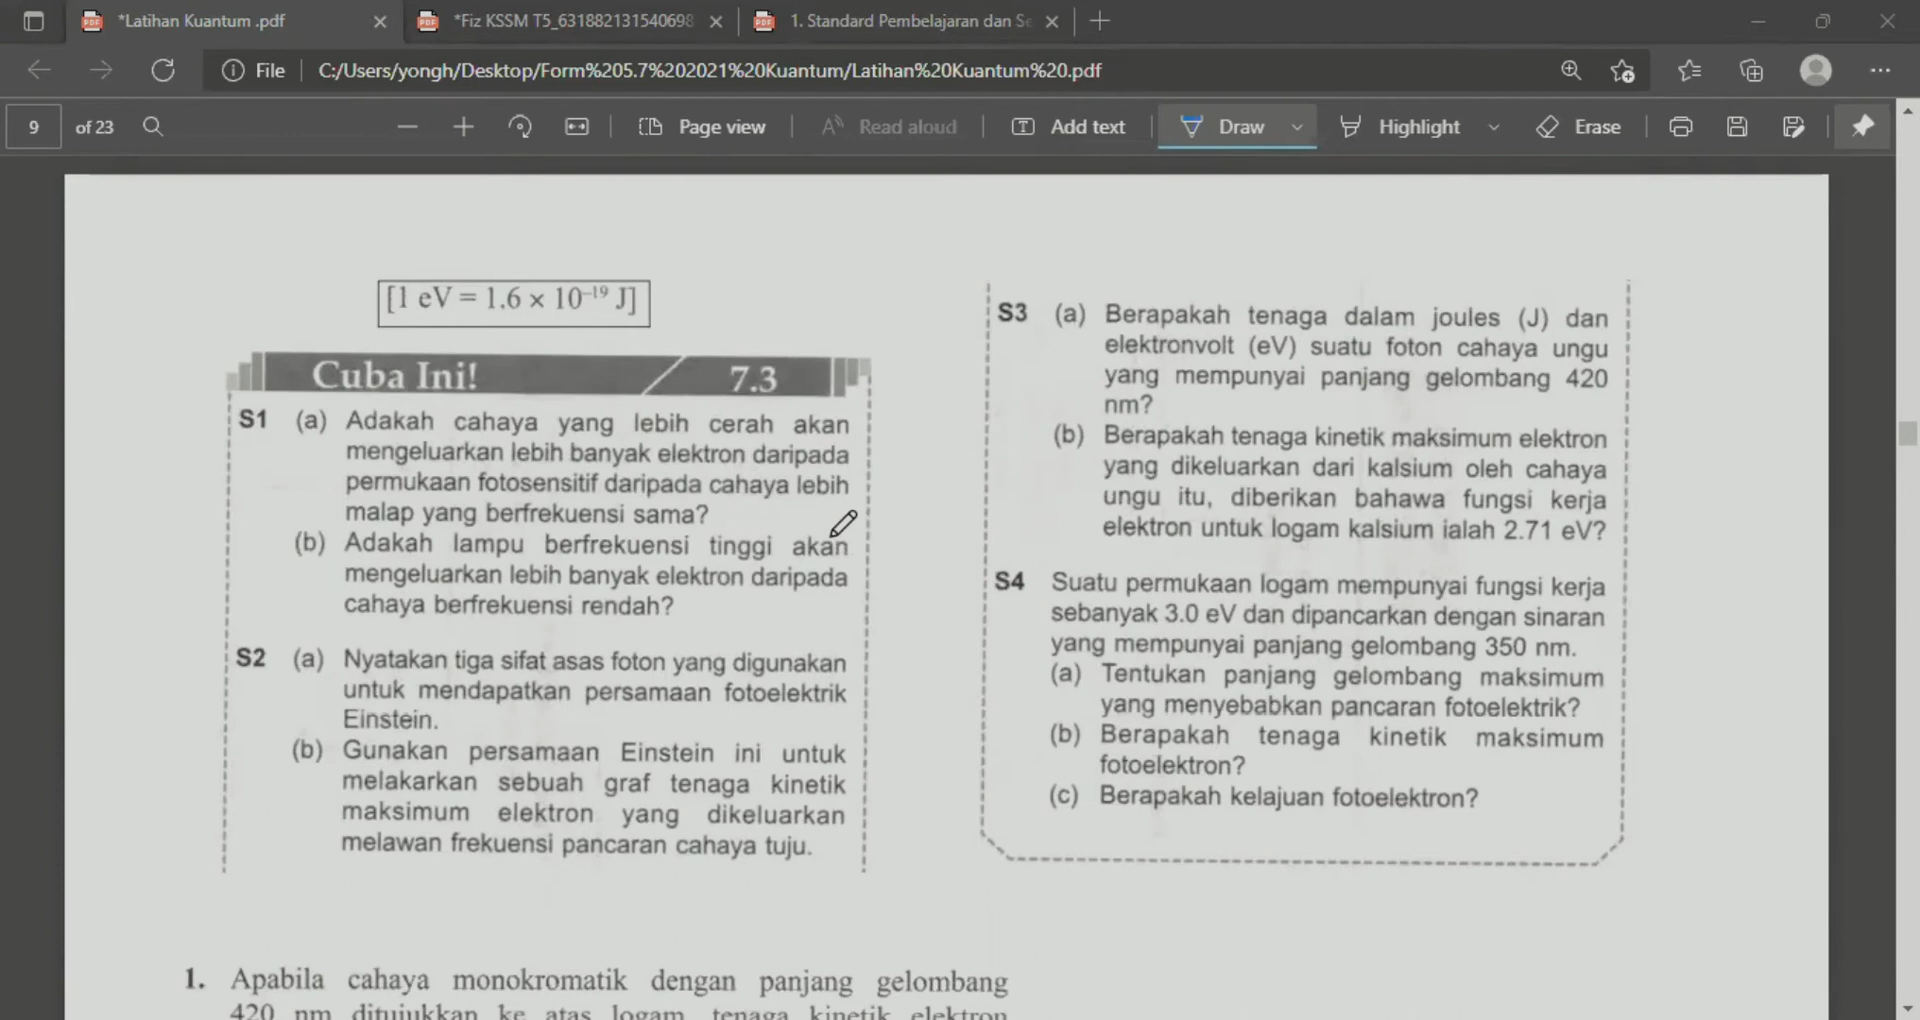 *Latihan Kuantum .pdf
*Fiz KSSM T5_631882131540698
1. Standard Pembelajaran dan Se
File
C:/Users/yongh/Desktop/Form%205.7%202021%20Kuantum/Latihan%20Kuantum%20.pdf
9 of 23
Page view
Read aloud
Add text
Draw
Highlight
Erase
[1 eV = 1.6 × 10⁻¹⁹ J]
Cuba Ini! 7.3
S1 (a) Adakah cahaya yang lebih cerah akan
mengeluarkan lebih banyak elektron daripada
permukaan fotosensitif daripada cahaya lebih
malap yang berfrekuensi sama?
(b) Adakah lampu berfrekuensi tinggi akan
mengeluarkan lebih banyak elektron daripada
cahaya berfrekuensi rendah?
S2 (a) Nyatakan tiga sifat asas foton yang digunakan
untuk mendapatkan persamaan fotoelektrik
Einstein.
(b) Gunakan persamaan Einstein ini untuk
melakarkan sebuah graf tenaga kinetik
maksimum elektron yang dikeluarkan
melawan frekuensi pancaran cahaya tuju.
S3 (a) Berapakah tenaga dalam joules (J) dan
elektronvolt (eV) suatu foton cahaya ungu
yang mempunyai panjang gelombang 420
nm?
(b) Berapakah tenaga kinetik maksimum elektron
yang dikeluarkan dari kalsium oleh cahaya
ungu itu, diberikan bahawa fungsi kerja
elektron untuk logam kalsium ialah 2.71 eV?
S4 Suatu permukaan logam mempunyai fungsi kerja
sebanyak 3.0 eV dan dipancarkan dengan sinaran
yang mempunyai panjang gelombang 350 nm.
(a) Tentukan panjang gelombang maksimum
yang menyebabkan pancaran fotoelektrik?
(b) Berapakah tenaga kinetik maksimum
fotoelektron?
(c) Berapakah kelajuan fotoelektron?
1. Apabila cahaya monokromatik dengan panjang gelombang
420 nm ditujukkan ke atas logam, tenaga kinetik elektron